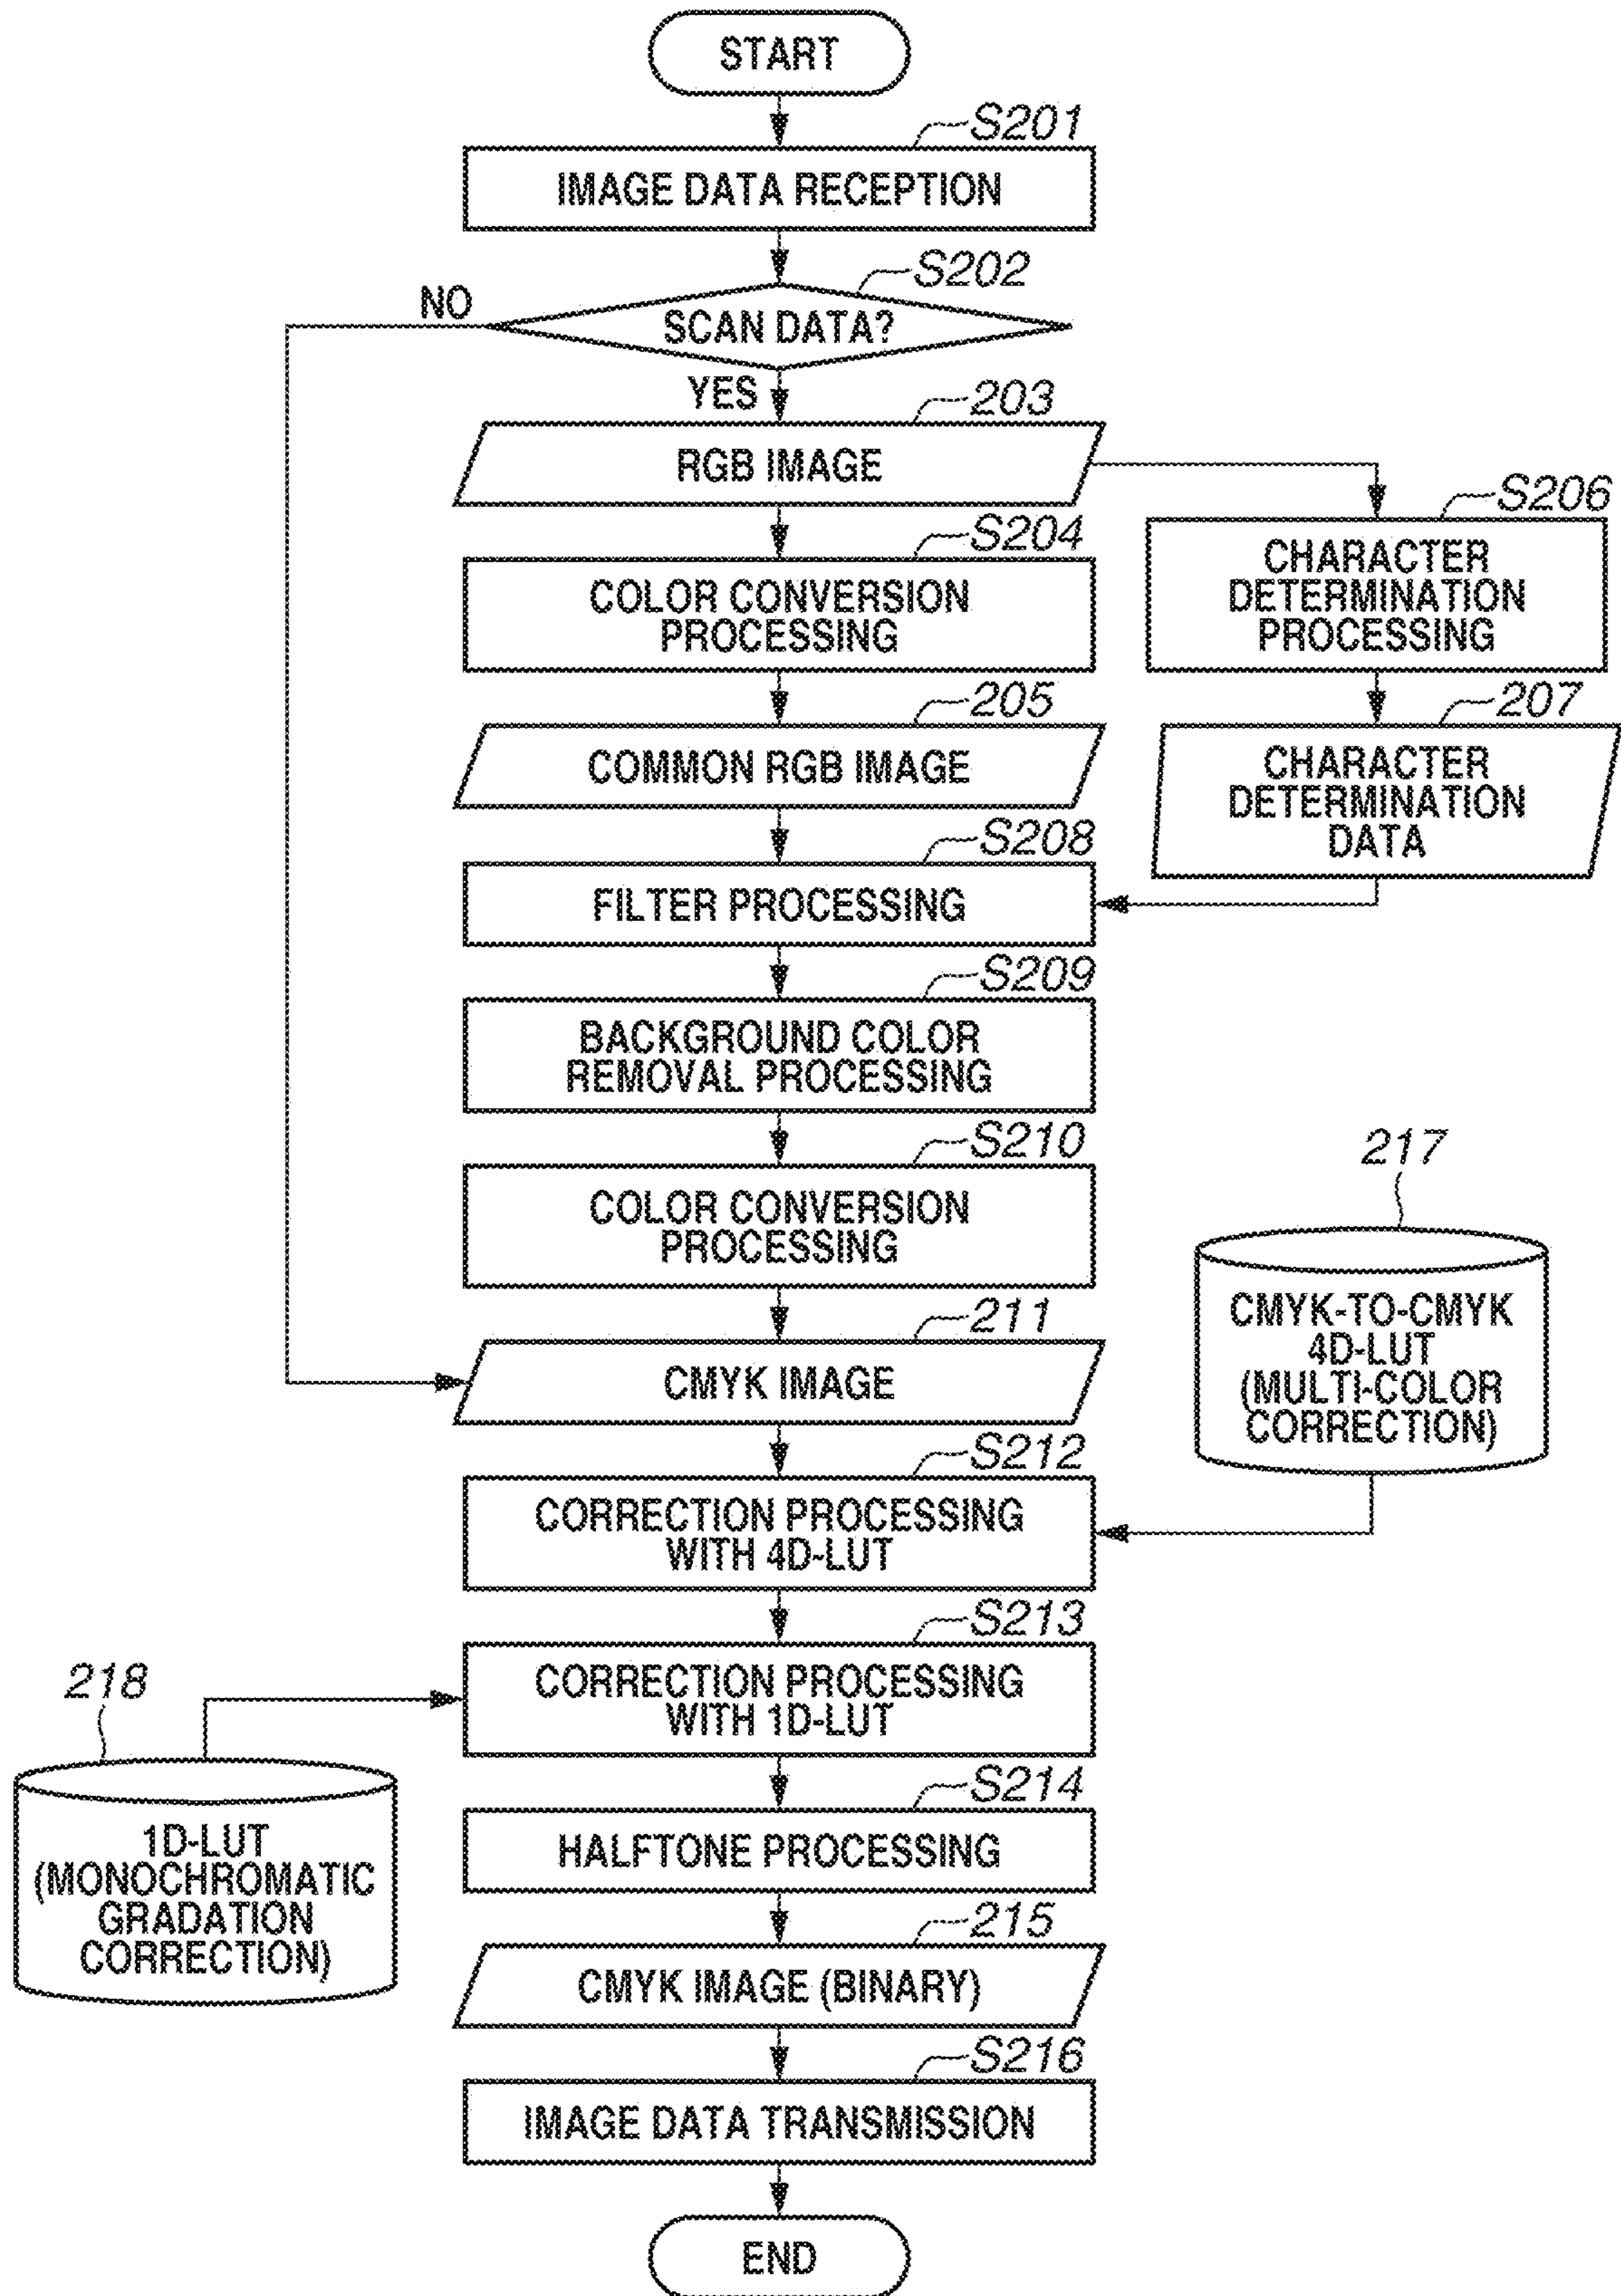 START
S201
IMAGE DATA RECEPTION
S202
NO
SCAN DATA?
YES
203
RGB IMAGE
S204
COLOR CONVERSION
PROCESSING
S206
CHARACTER
DETERMINATION
PROCESSING
205
COMMON RGB IMAGE
207
CHARACTER
DETERMINATION
DATA
S208
FILTER PROCESSING
S209
BACKGROUND COLOR
REMOVAL PROCESSING
S210
COLOR CONVERSION
PROCESSING
217
CMYK-TO-CMYK
4D-LUT
(MULTI-COLOR
CORRECTION)
211
CMYK IMAGE
S212
CORRECTION PROCESSING
WITH 4D-LUT
S213
CORRECTION PROCESSING
WITH 1D-LUT
218
1D-LUT
(MONOCHROMATIC
GRADATION
CORRECTION)
S214
HALFTONE PROCESSING
215
CMYK IMAGE (BINARY)
S216
IMAGE DATA TRANSMISSION
END